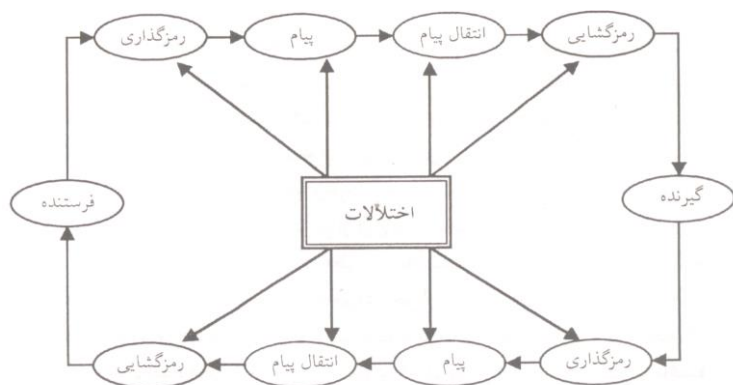 رمزگذاری
پیام
انتقال پیام
رمزگشایی
فرستنده
اختلالات
گیرنده
رمزگشایی
انتقال پیام
پیام
رمزگذاری